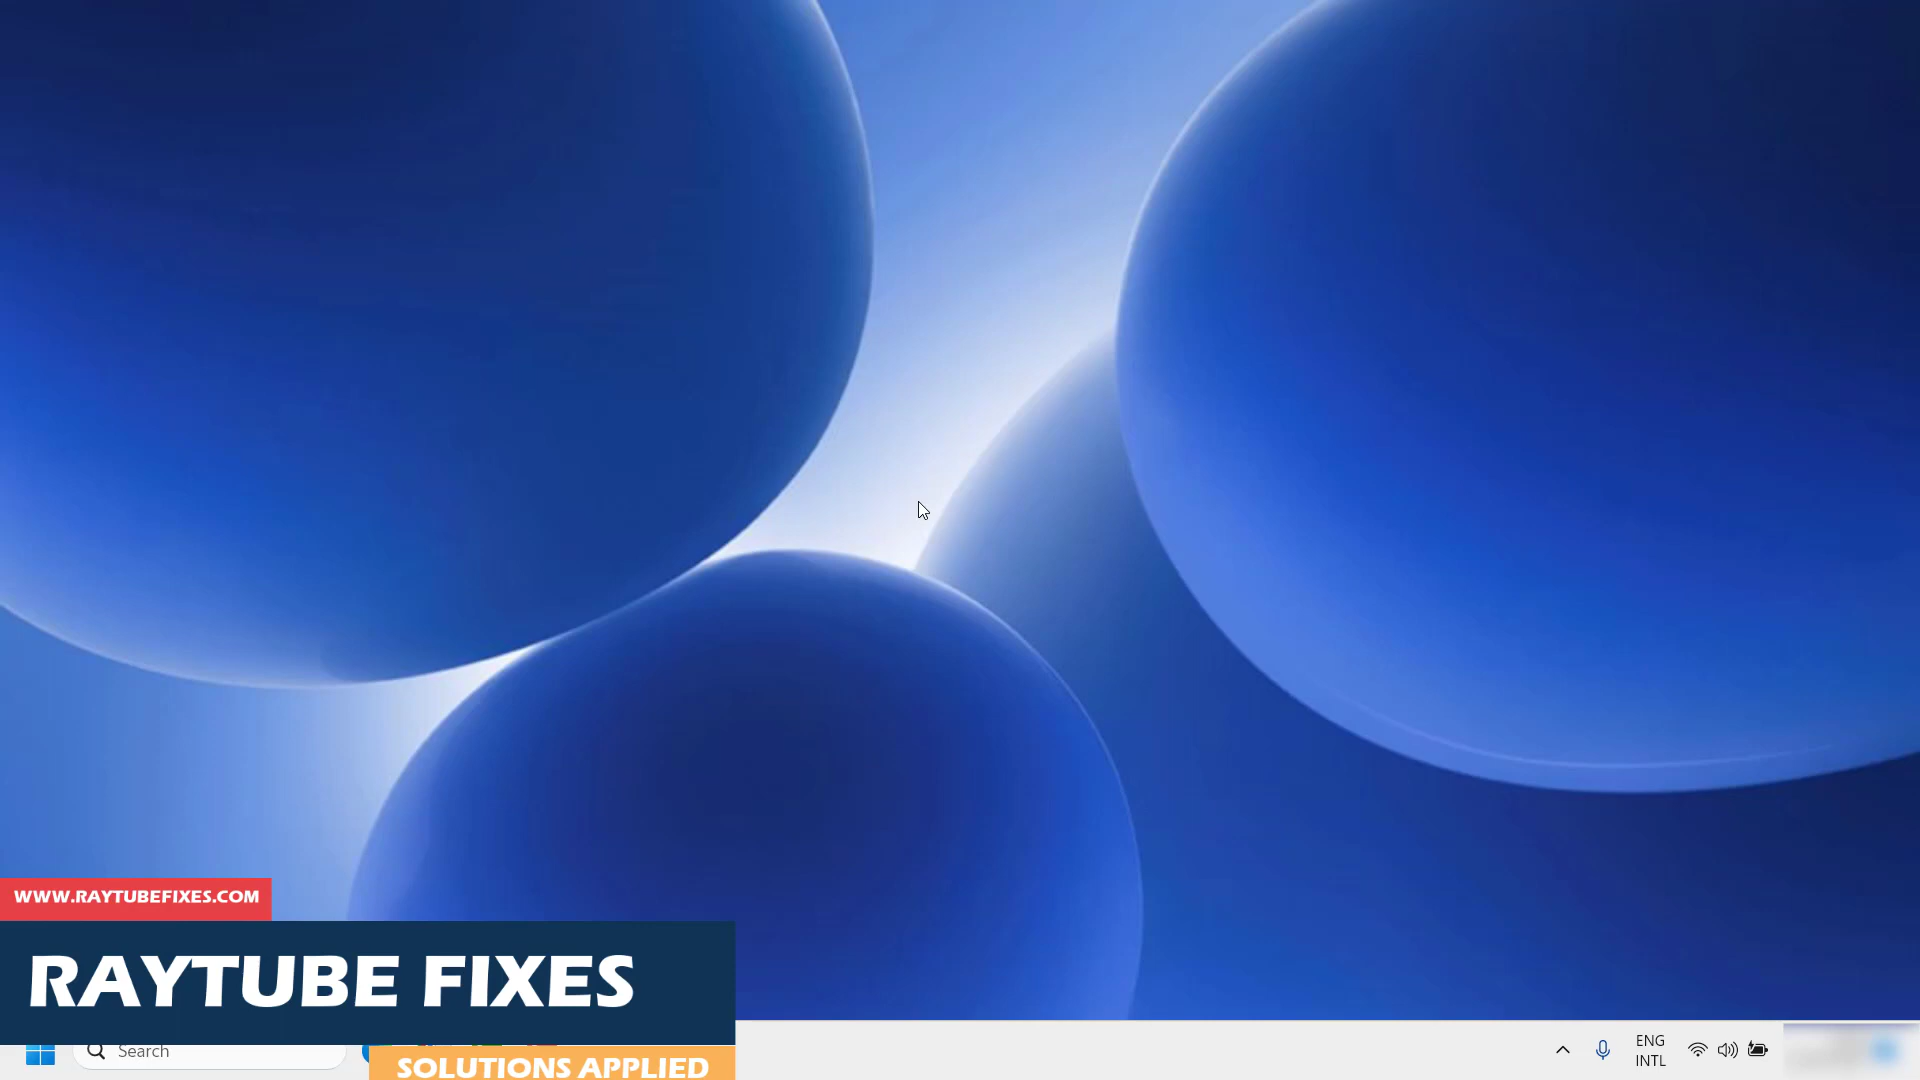 WWW.RAYTUBEFIXES.COM
RAYTUBE FIXES
Search
SOLUTIONS APPLIED
ENG
INTL